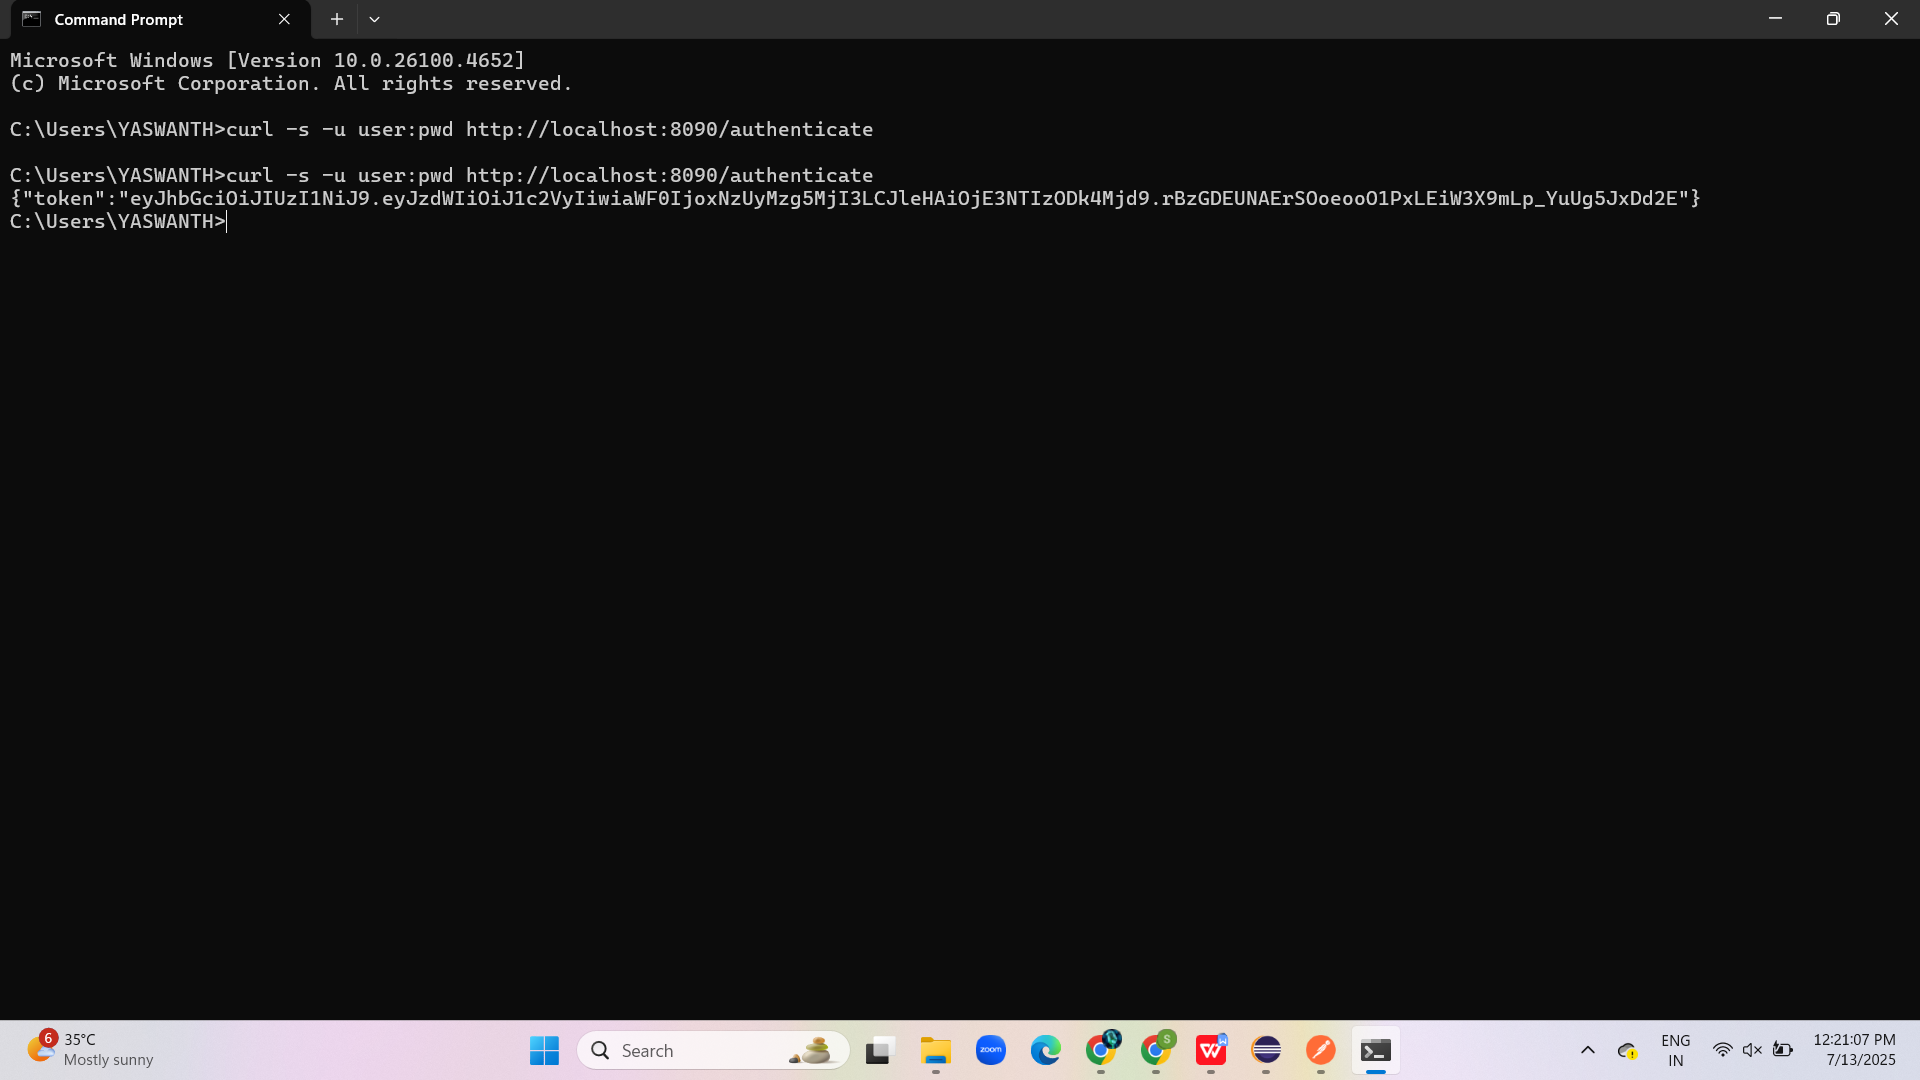 Command Prompt
Microsoft Windows [Version 10.0.26100.4652]
(c) Microsoft Corporation. All rights reserved.
C:\Users\YASWANTH>curl -s -u user:pwd http://localhost:8090/authenticate
C:\Users\YASWANTH>curl -s -u user:pwd http://localhost:8090/authenticate
{"token":"eyJhbGciOiJIUzI1NiJ9.eyJzdWIiOiJ1c2VyIiwiaWF0IjoxNzUyMzg5MjI3LCJleHAiOjE3NTIzODk4Mjd9.rBzGDEUNAErSOoeooO1PxLEiW3X9mLp_YuUg5JxDd2E"}
C:\Users\YASWANTH>
6
35°C
Mostly sunny
Search
zoom
S
W
ENG
IN
12:21:07 PM
7/13/2025